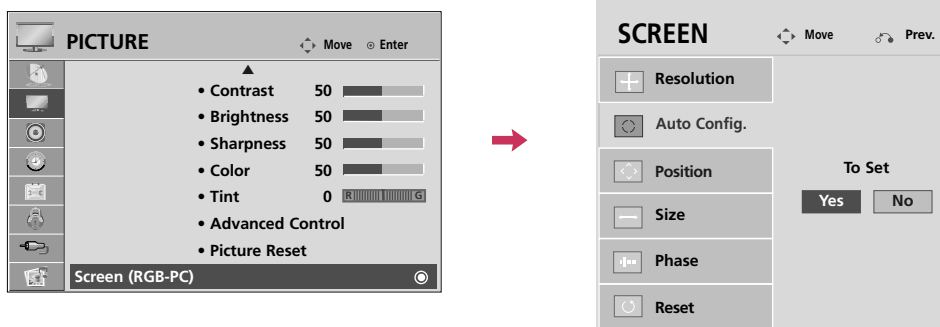 PICTURE Move Enter
• Contrast 50
• Brightness 50
• Sharpness 50
• Color 50
• Tint 0 R G
• Advanced Control
• Picture Reset
Screen (RGB-PC)
SCREEN Move Prev.
Resolution
Auto Config.
Position
Size
Phase
Reset
To Set
Yes No